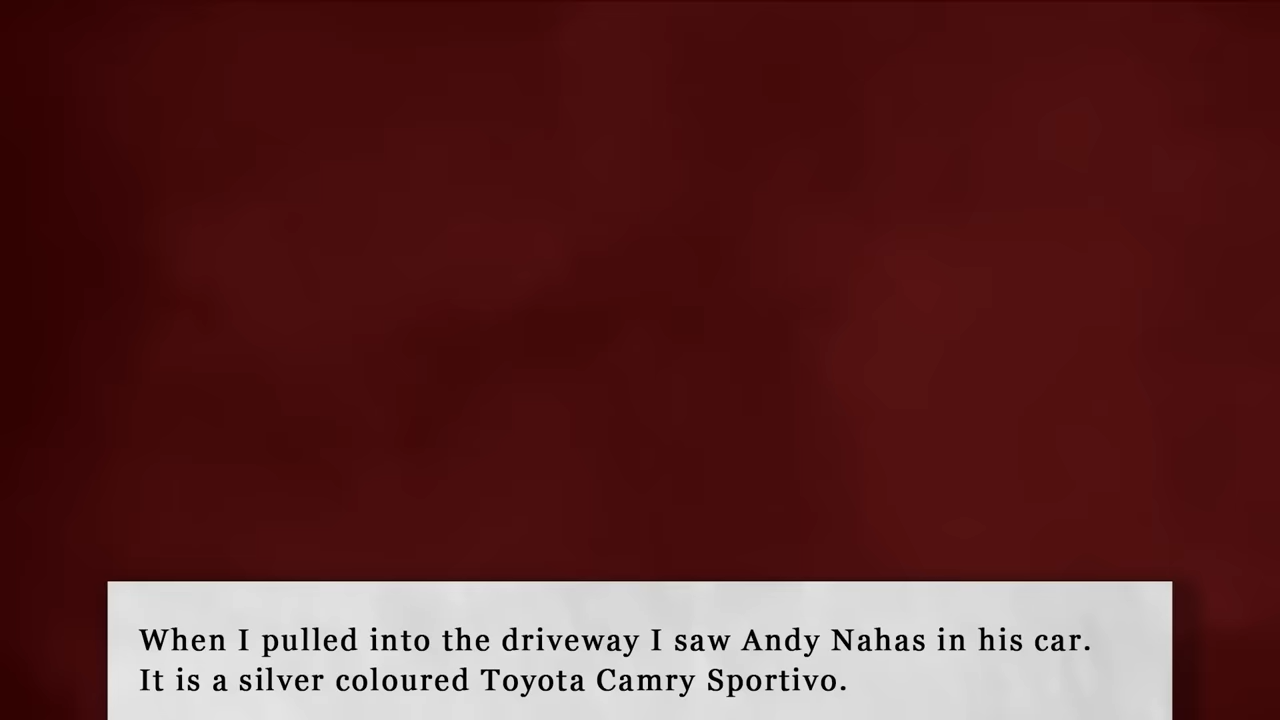 When I pulled into the driveway I saw Andy Nahas in his car.
It is a silver coloured Toyota Camry Sportivo.